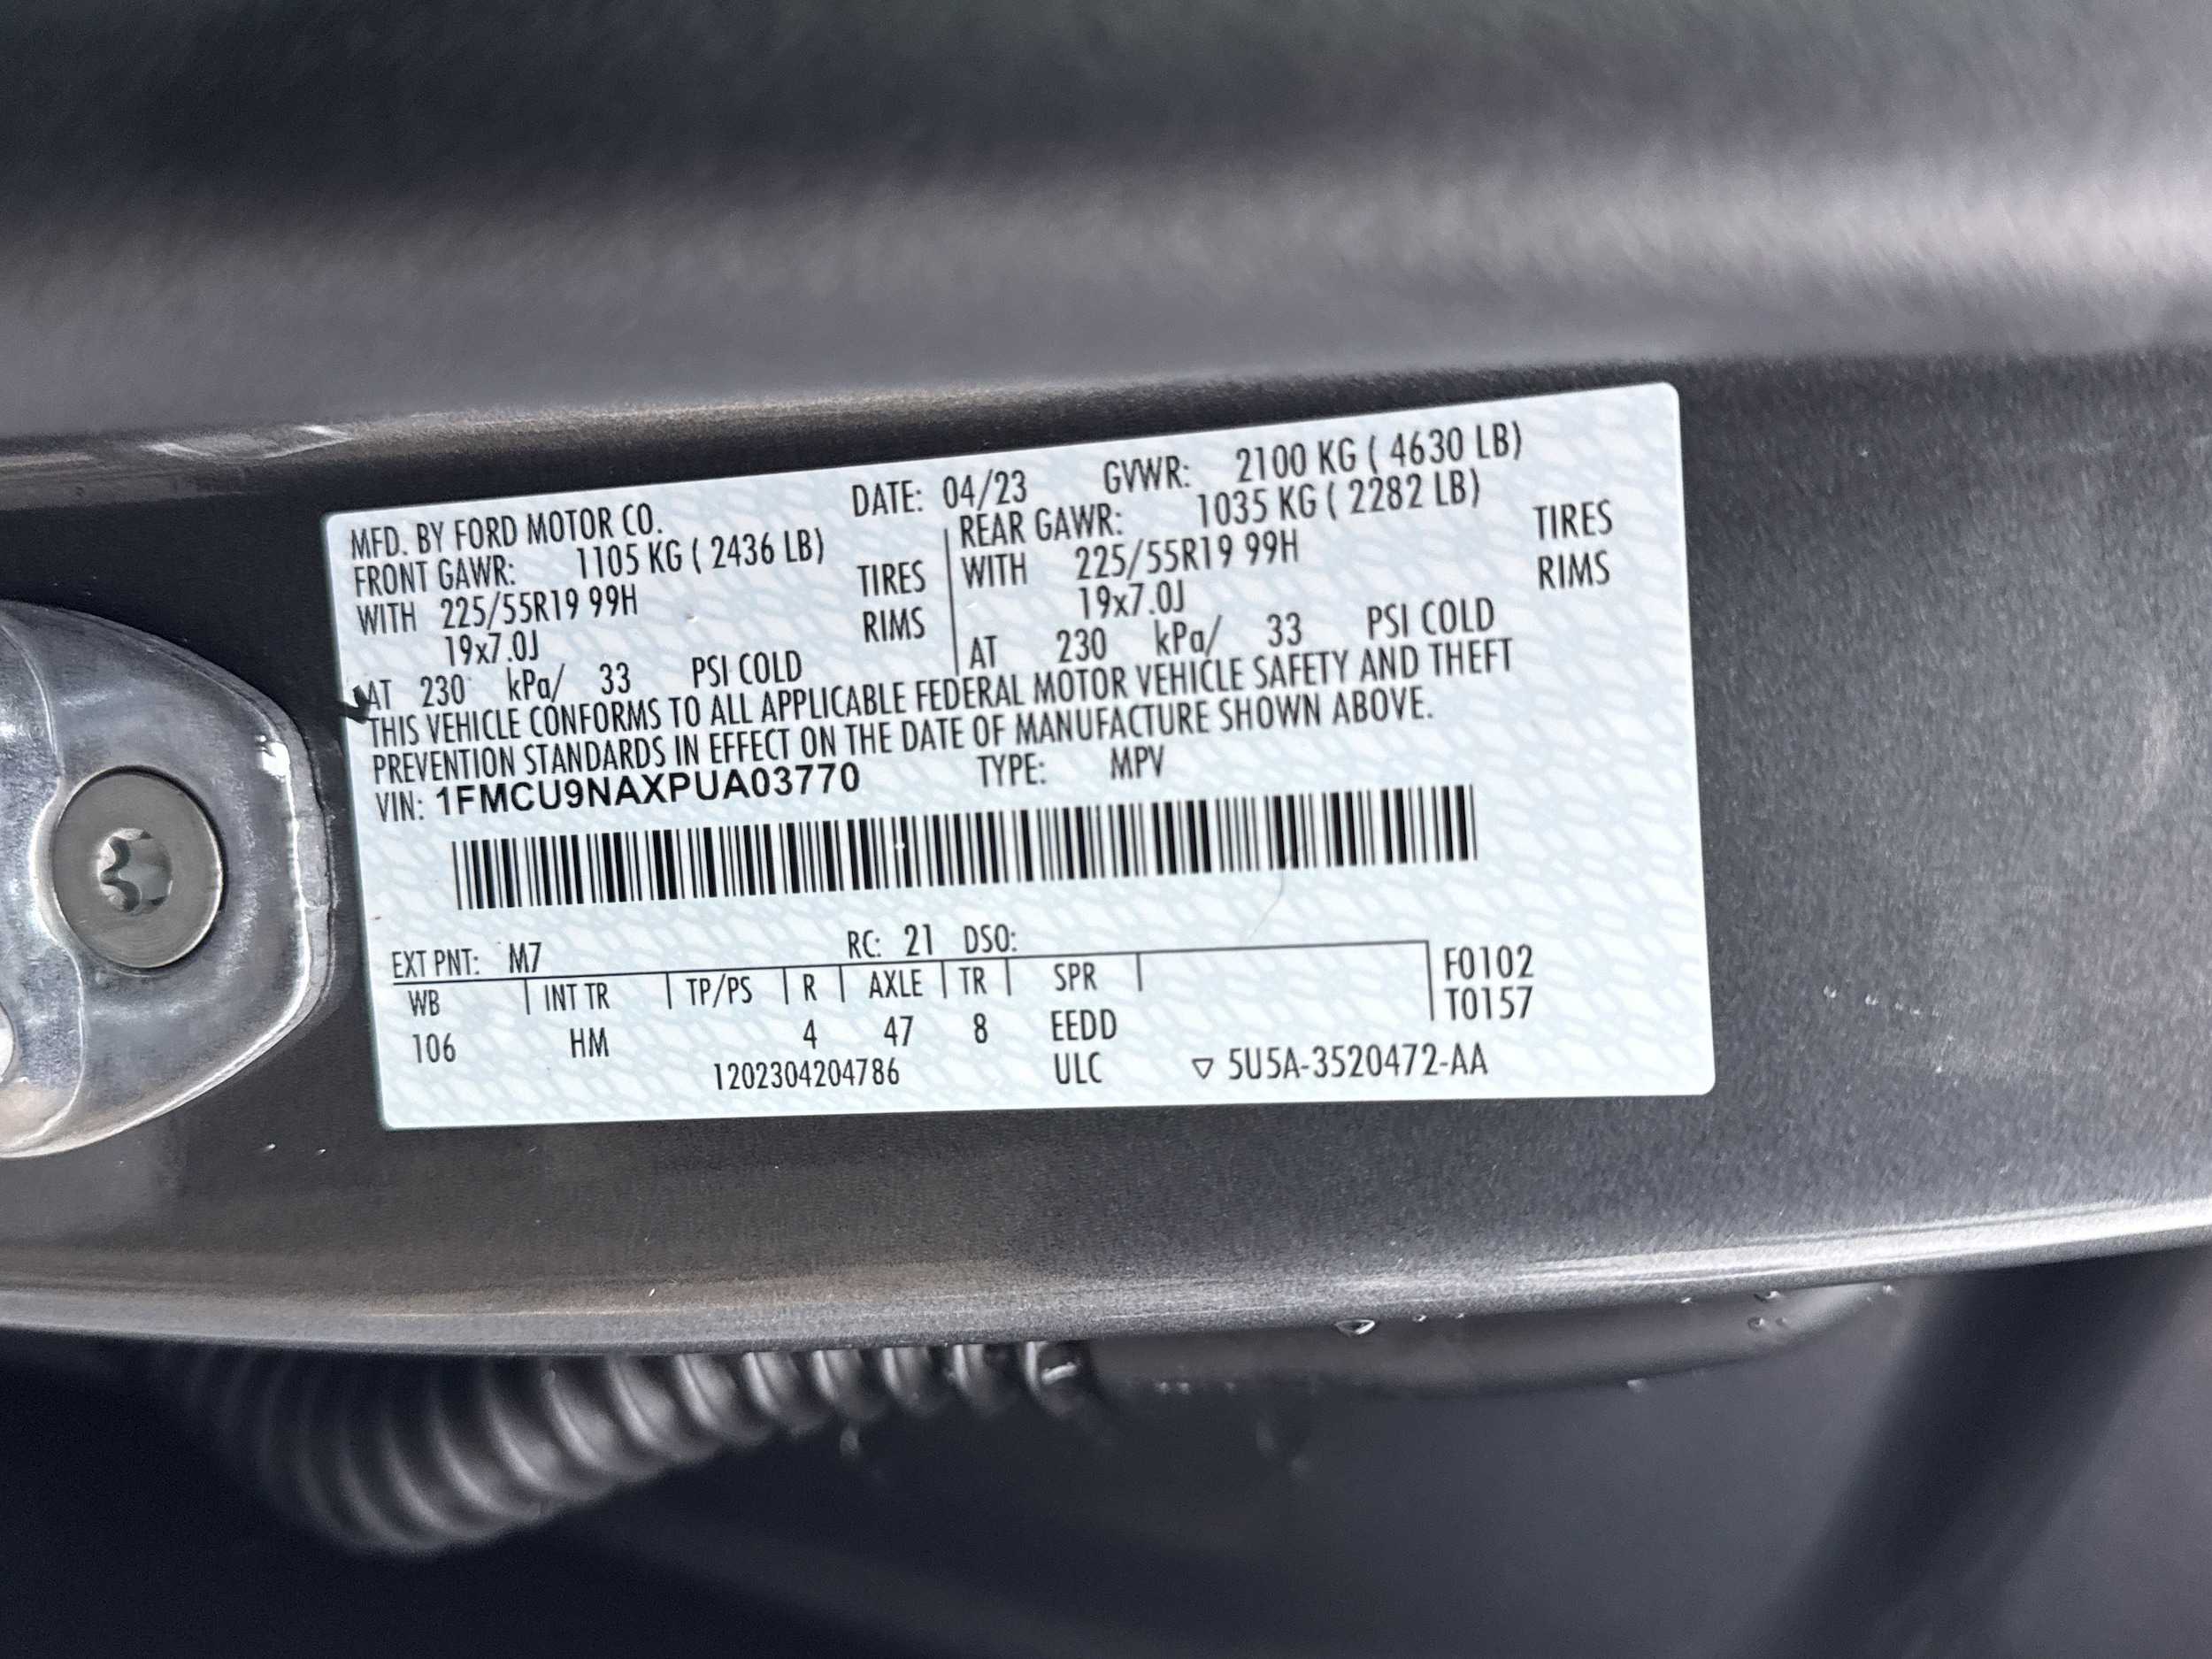 MFD. BY FORD MOTOR CO. DATE: 04/23 GVWR: 2100 KG ( 4630 LB)
FRONT GAWR: 1105 KG ( 2436 LB) REAR GAWR: 1035 KG ( 2282 LB)
WITH 225/55R19 99H TIRES WITH 225/55R19 99H TIRES
19x7.0J RIMS 19x7.0J RIMS
AT 230 kPa/ 33 PSI COLD AT 230 kPa/ 33 PSI COLD
THIS VEHICLE CONFORMS TO ALL APPLICABLE FEDERAL MOTOR VEHICLE SAFETY AND THEFT
PREVENTION STANDARDS IN EFFECT ON THE DATE OF MANUFACTURE SHOWN ABOVE.
VIN: 1FMCU9NAXPUA03770 TYPE: MPV
EXT PNT: M7 RC: 21 DSO:
WB INT TR TP/PS R AXLE TR SPR F0102
106 HM 4 47 8 EEDD T0157
1202304204786 ULC ▽ 5U5A-3520472-AA